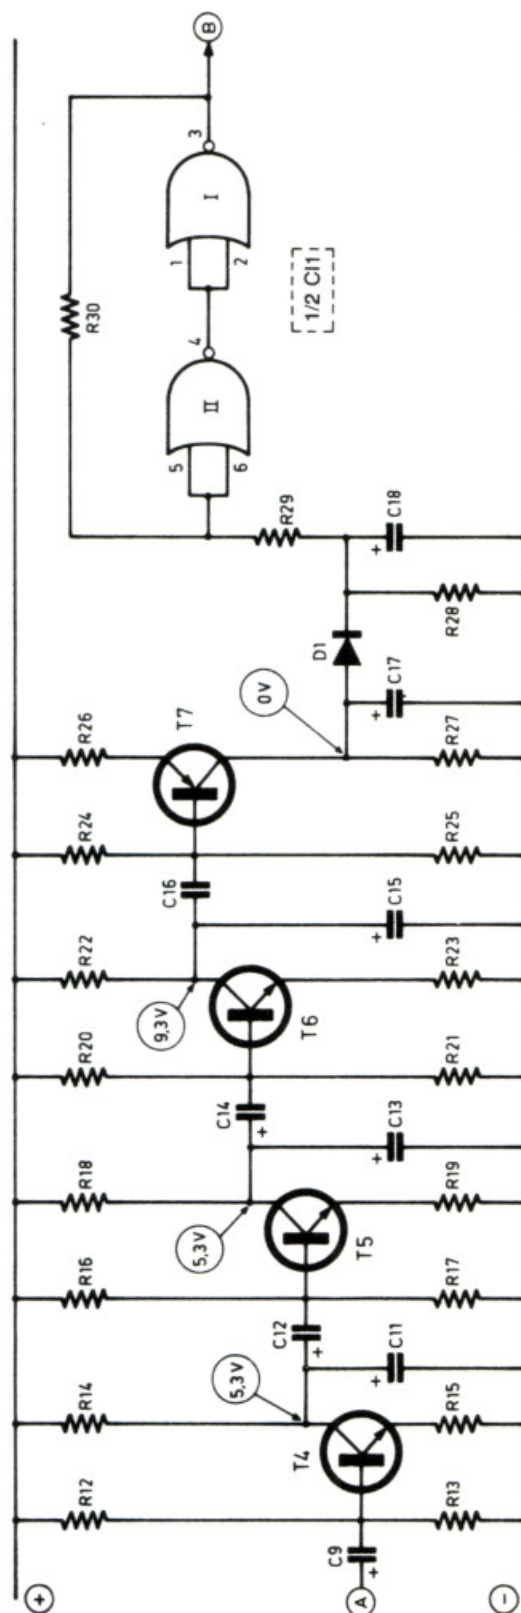 +
B
3
I
1
2
R30
1/2 CI1
4
II
5
6
R29
C18
+
R28
D1
C17
+
0V
T7
R26
R27
R24
R25
C16
C15
+
R22
9,3V
T6
R23
R20
R21
C14
+
C13
+
R18
5,3V
T5
R19
R16
R17
C12
+
C11
+
R14
5,3V
T4
R15
R12
R13
C9
+
A
−